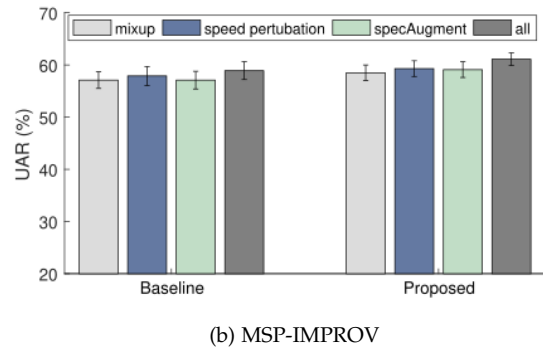 70
mixup speed pertubation specAugment all
60
50
40
30
20
UAR (%)
Baseline Proposed
(b) MSP-IMPROV